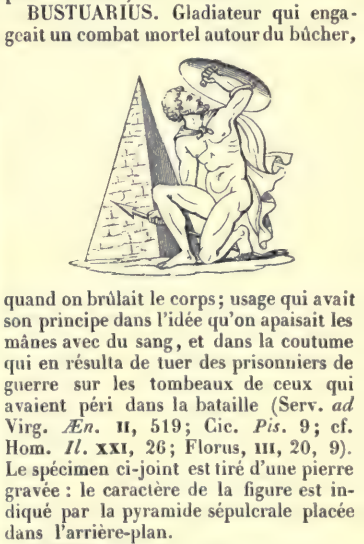 BUSTUARIUS. Gladiateur qui enga-
geait un combat mortel autour du bûcher,
quand on brûlait le corps; usage qui avait
son principe dans l'idée qu'on apaisait les
mânes avec du sang, et dans la coutume
qui en résulta de tuer des prisonniers de
guerre sur les tombeaux de ceux qui
avaient péri dans la bataille (Serv. ad
Virg. Æn. II, 519; Cic. Pis. 9; cf.
Hom. Il. XXI, 26; Florus, III, 20, 9).
Le spécimen ci-joint est tiré d'une pierre
gravée : le caractère de la figure est in-
diqué par la pyramide sépulcrale placée
dans l'arrière-plan.